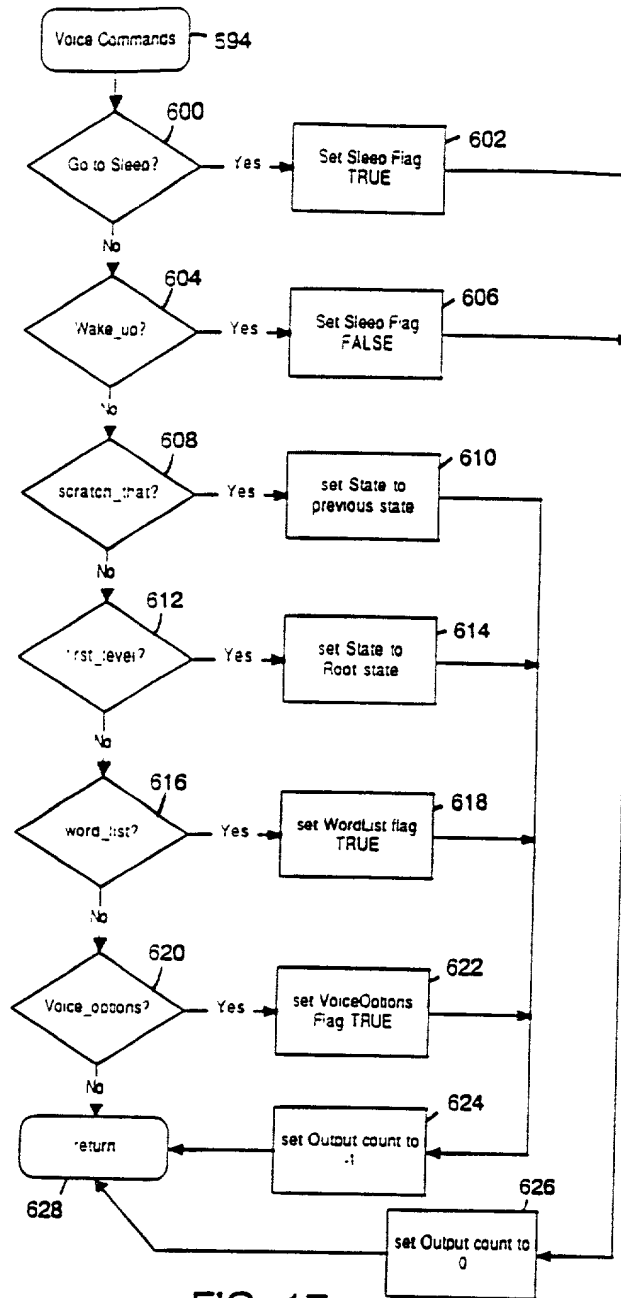 Voice Commands
594
600
Go to Sleep?
Yes
Set Sleep Flag
TRUE
602
No
604
Wake_up?
Yes
Set Sleep Flag
FALSE
606
No
608
scratch_that?
Yes
set State to
previous state
610
No
612
first_level?
Yes
set State to
Root state
614
No
616
word_list?
Yes
set WordList flag
TRUE
618
No
620
Voice_options?
Yes
set VoiceOptions
Flag TRUE
622
No
return
628
set Output count to
-1
624
set Output count to
0
626